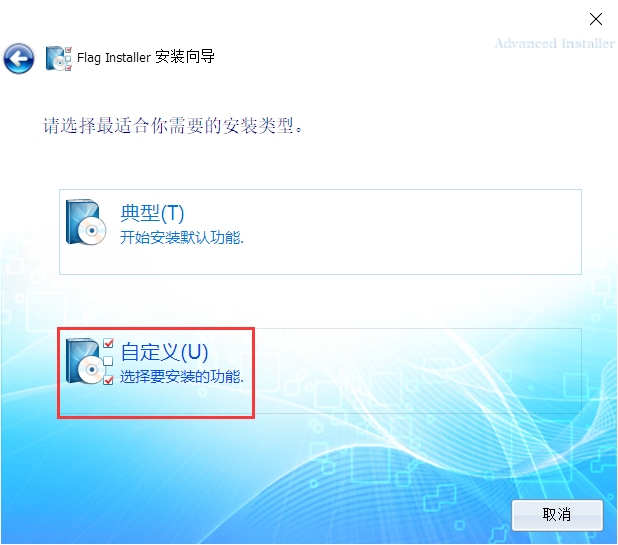 Advanced Installer
Flag Installer 安装向导
请选择最适合你需要的安装类型。
典型(T)
开始安装默认功能.
自定义(U)
选择要安装的功能.
取消